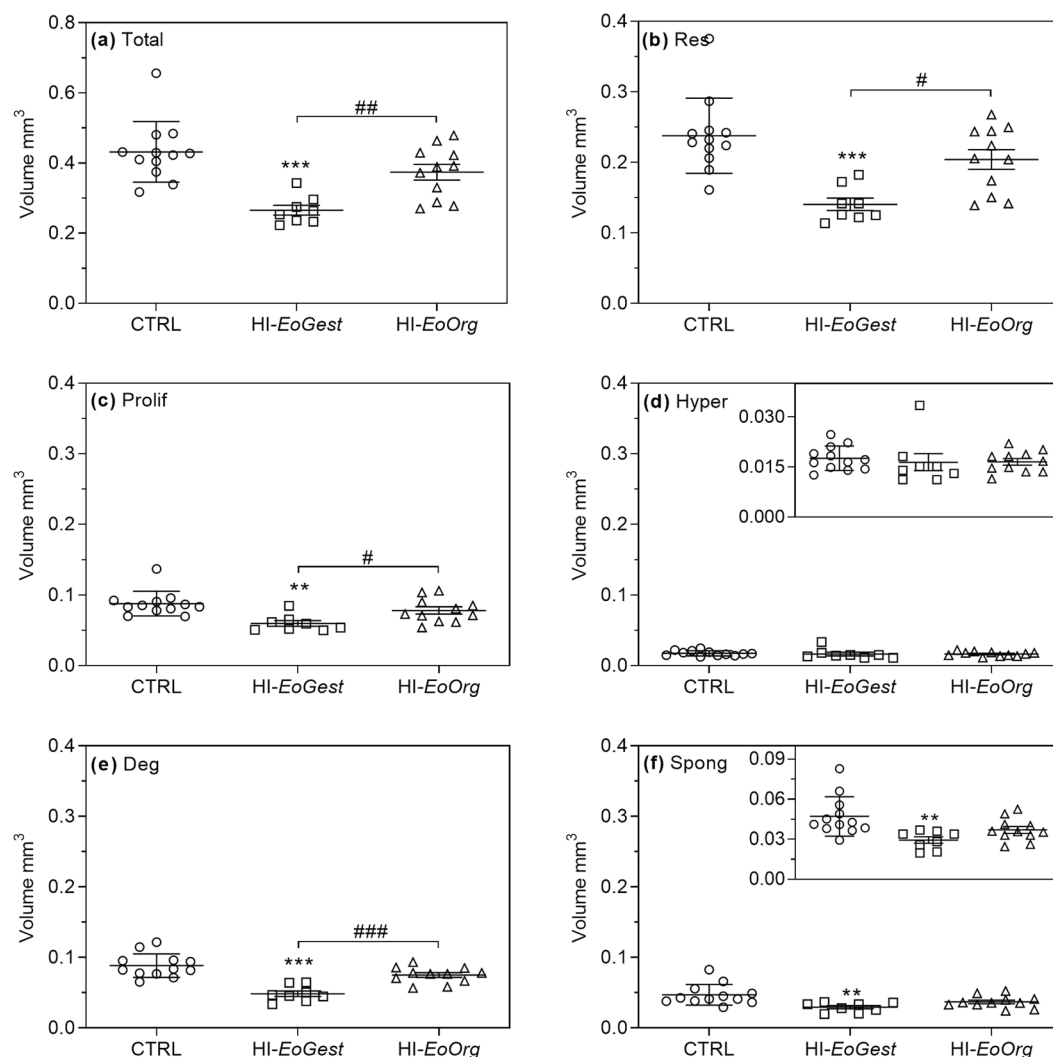 (a) Total
Volume mm³
0.8
0.6
0.4
0.2
0.0
***
##
CTRL
HI-EoGest
HI-EoOrg
(b) Res
Volume mm³
0.4
0.3
0.2
0.1
0.0
***
#
CTRL
HI-EoGest
HI-EoOrg
(c) Prolif
Volume mm³
0.4
0.3
0.2
0.1
0.0
**
#
CTRL
HI-EoGest
HI-EoOrg
(d) Hyper
Volume mm³
0.4
0.3
0.2
0.1
0.0
0.030
0.015
0.000
CTRL
HI-EoGest
HI-EoOrg
(e) Deg
Volume mm³
0.4
0.3
0.2
0.1
0.0
***
###
CTRL
HI-EoGest
HI-EoOrg
(f) Spong
Volume mm³
0.4
0.3
0.2
0.1
0.0
0.09
0.06
0.03
0.00
**
**
CTRL
HI-EoGest
HI-EoOrg